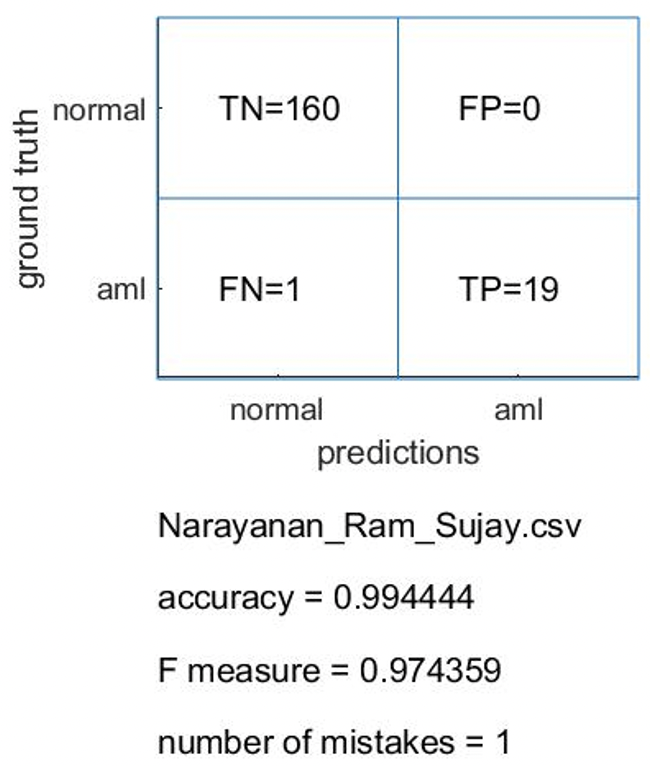 ground truth
normal
TN=160
FP=0
aml
FN=1
TP=19
normal
aml
predictions
Narayanan_Ram_Sujay.csv
accuracy = 0.994444
F measure = 0.974359
number of mistakes = 1